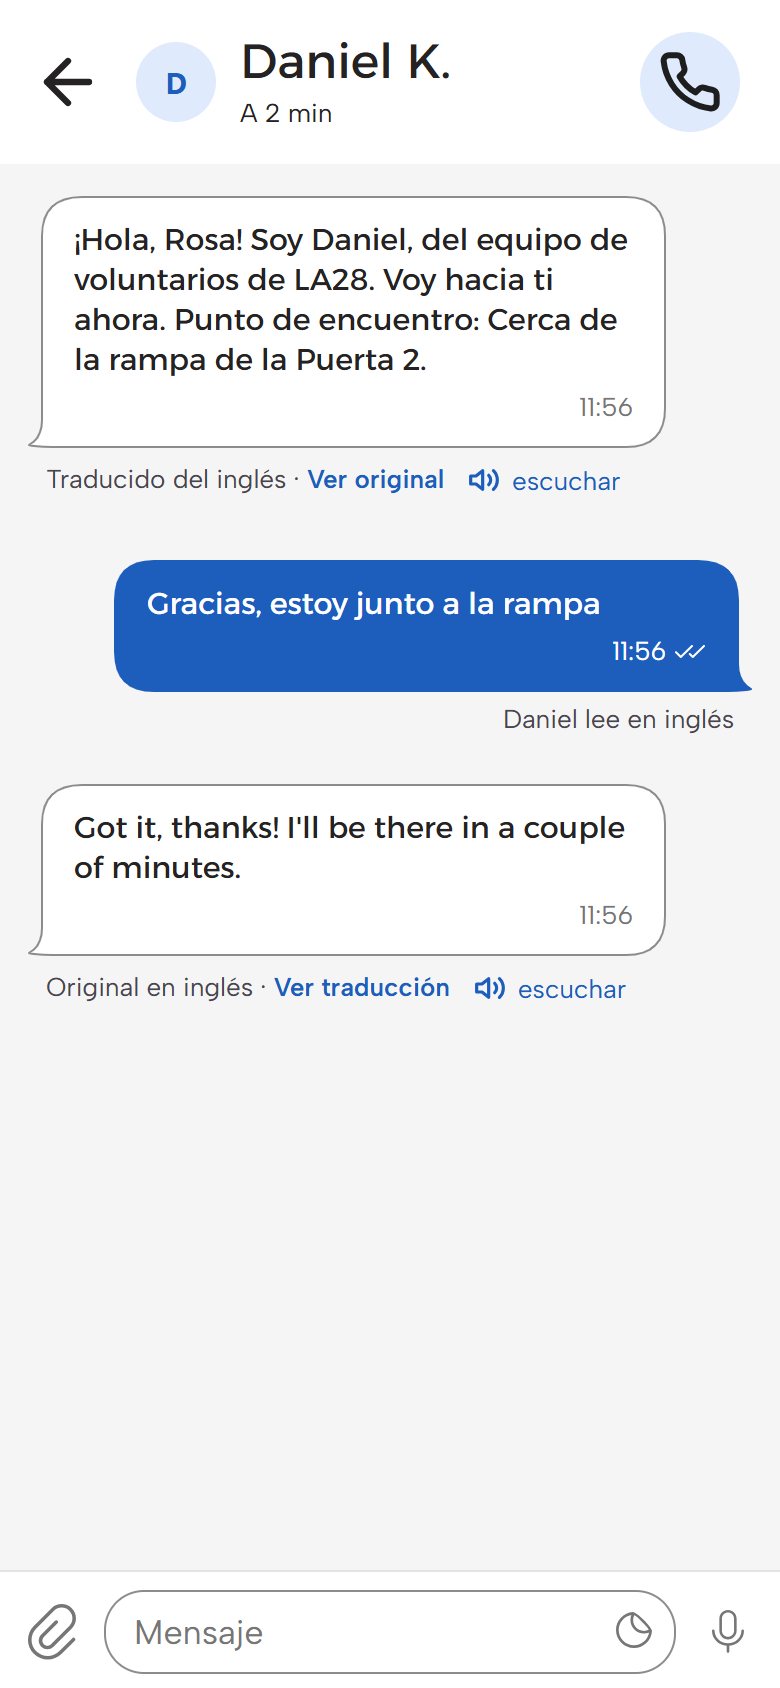 D
Daniel K.
A 2 min
¡Hola, Rosa! Soy Daniel, del equipo de
voluntarios de LA28. Voy hacia ti
ahora. Punto de encuentro: Cerca de
la rampa de la Puerta 2.
11:56
Traducido del inglés · Ver original escuchar
Gracias, estoy junto a la rampa
11:56
Daniel lee en inglés
Got it, thanks! I'll be there in a couple
of minutes.
11:56
Original en inglés · Ver traducción escuchar
Mensaje